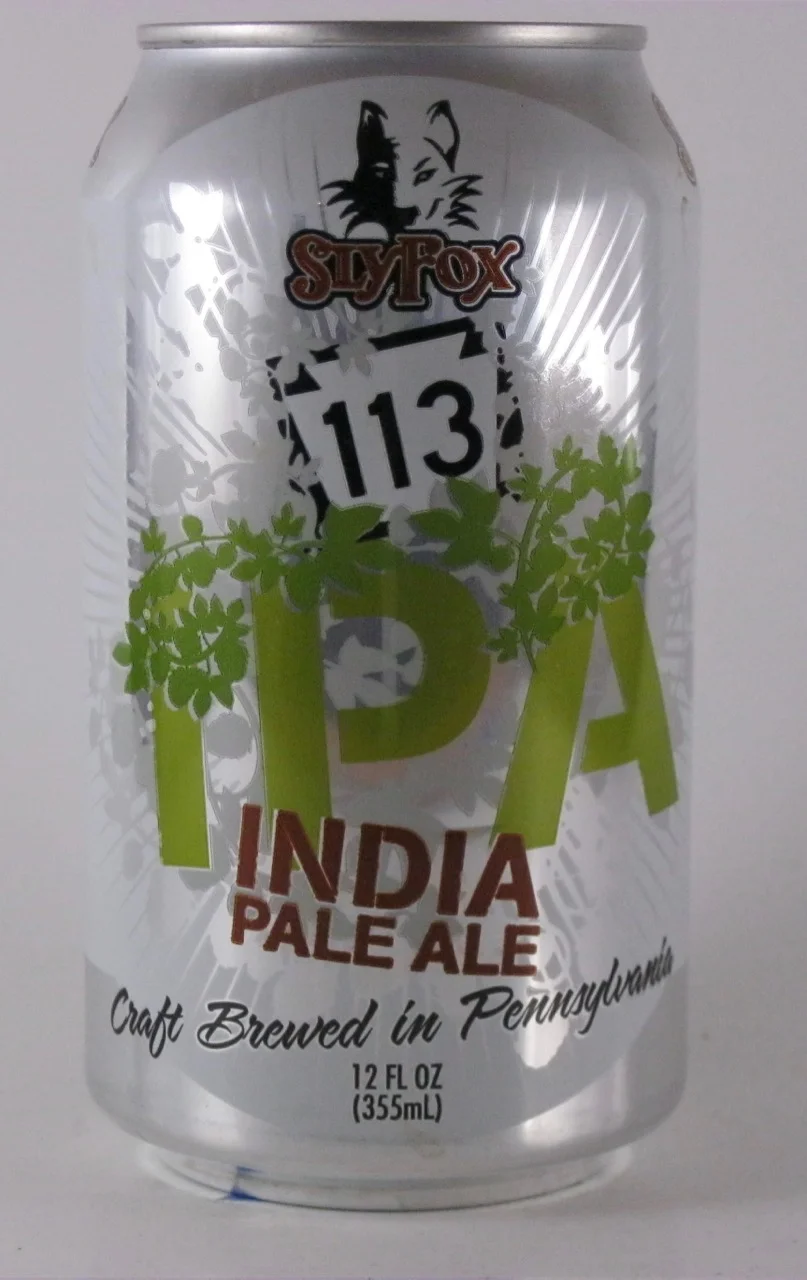 SLYFOX
113
IPA
INDIA
PALE ALE
Craft Brewed in Pennsylvania
12 FL OZ
(355mL)